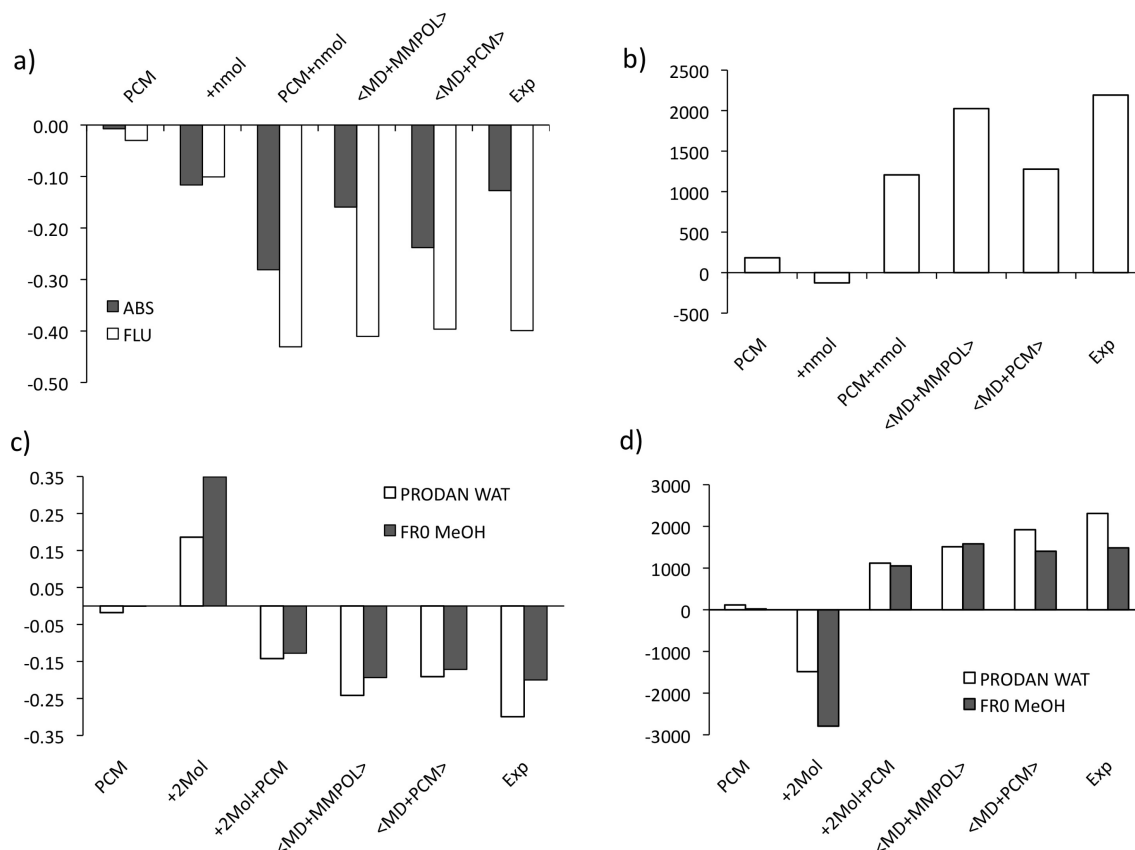 a)
PCM
+nmol
PCM+nmol
<MD+MMPOL>
<MD+PCM>
Exp
0.00
-0.10
-0.20
-0.30
-0.40
-0.50
ABS
FLU
b)
2500
2000
1500
1000
500
0
-500
PCM
+nmol
PCM+nmol
<MD+MMPOL>
<MD+PCM>
Exp
c)
0.35
0.25
0.15
0.05
-0.05
-0.15
-0.25
-0.35
PRODAN WAT
FR0 MeOH
PCM
+2Mol
+2Mol+PCM
<MD+MMPOL>
<MD+PCM>
Exp
d)
3000
2000
1000
0
-1000
-2000
-3000
PRODAN WAT
FR0 MeOH
PCM
+2Mol
+2Mol+PCM
<MD+MMPOL>
<MD+PCM>
Exp